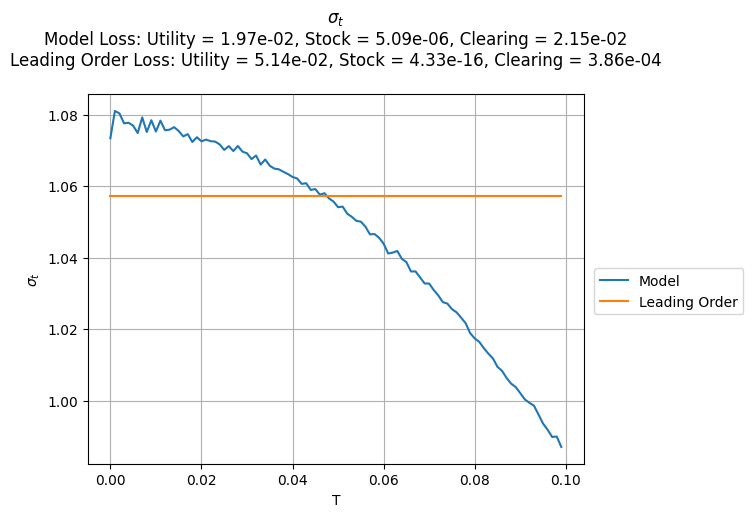 σt
Model Loss: Utility = 1.97e-02, Stock = 5.09e-06, Clearing = 2.15e-02
Leading Order Loss: Utility = 5.14e-02, Stock = 4.33e-16, Clearing = 3.86e-04
1.08
1.06
1.04
1.02
1.00
σt
0.00 0.02 0.04 0.06 0.08 0.10
T
Model
Leading Order